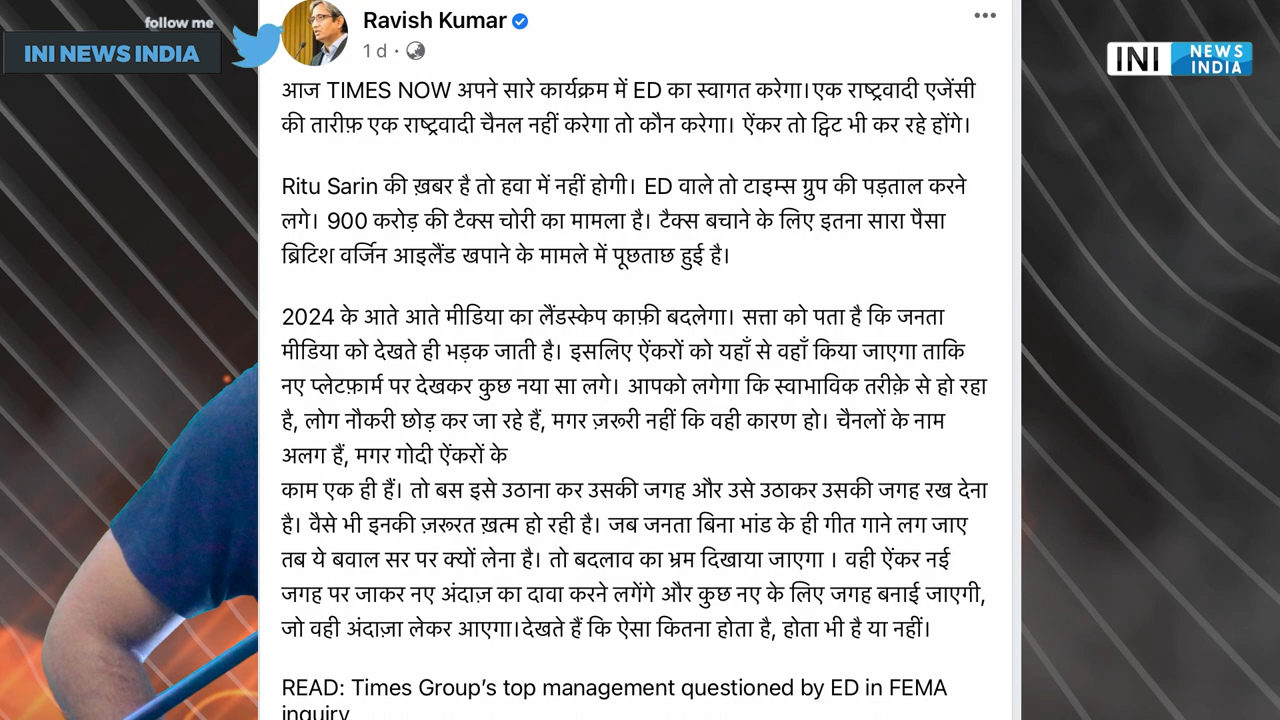 follow me
INI NEWS INDIA
Ravish Kumar
1 d ·
INI NEWS INDIA
आज TIMES NOW अपने सारे कार्यक्रम में ED का स्वागत करेगा।एक राष्ट्रवादी एजेंसी
की तारीफ़ एक राष्ट्रवादी चैनल नहीं करेगा तो कौन करेगा। ऐंकर तो ट्विट भी कर रहे होंगे।
Ritu Sarin की ख़बर है तो हवा में नहीं होगी। ED वाले तो टाइम्स ग्रुप की पड़ताल करने
लगे। 900 करोड़ की टैक्स चोरी का मामला है। टैक्स बचाने के लिए इतना सारा पैसा
ब्रिटिश वर्जिन आइलैंड खपाने के मामले में पूछताछ हुई है।
2024 के आते आते मीडिया का लैंडस्केप काफ़ी बदलेगा। सत्ता को पता है कि जनता
मीडिया को देखते ही भड़क जाती है। इसलिए ऐंकरों को यहाँ से वहाँ किया जाएगा ताकि
नए प्लेटफ़ार्म पर देखकर कुछ नया सा लगे। आपको लगेगा कि स्वाभाविक तरीक़े से हो रहा
है, लोग नौकरी छोड़ कर जा रहे हैं, मगर ज़रूरी नहीं कि वही कारण हो। चैनलों के नाम
अलग हैं, मगर गोदी ऐंकरों के
काम एक ही हैं। तो बस इसे उठाना कर उसकी जगह और उसे उठाकर उसकी जगह रख देना
है। वैसे भी इनकी ज़रूरत ख़त्म हो रही है। जब जनता बिना भांड के ही गीत गाने लग जाए
तब ये बवाल सर पर क्यों लेना है। तो बदलाव का भ्रम दिखाया जाएगा । वही ऐंकर नई
जगह पर जाकर नए अंदाज़ का दावा करने लगेंगे और कुछ नए के लिए जगह बनाई जाएगी,
जो वही अंदाज़ा लेकर आएगा।देखते हैं कि ऐसा कितना होता है, होता भी है या नहीं।
READ: Times Group's top management questioned by ED in FEMA
inquiry